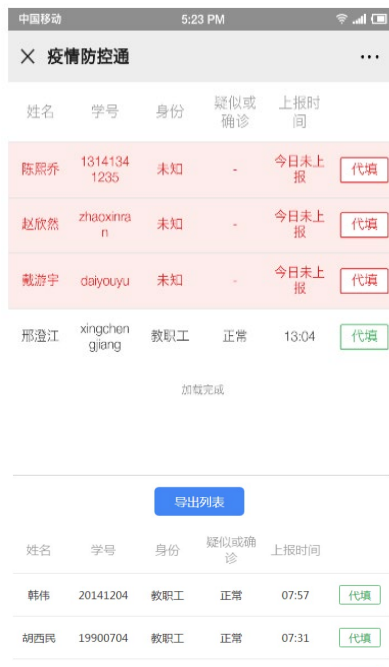 中国移动 5:23 PM
疫情防控通
姓名 学号 身份 疑似或 上报时
确诊 间
陈熙乔 1314134 未知 - 今日未上 代填
1235 报
赵欣然 zhaoxinra 未知 - 今日未上 代填
n 报
戴游宇 daiyouyu 未知 - 今日未上 代填
报
邢澄江 xingchen 教职工 正常 13:04 代填
gjiang
加载完成
导出列表
姓名 学号 身份 疑似或确 上报时间
诊
韩伟 20141204 教职工 正常 07:57 代填
胡西民 19900704 教职工 正常 07:31 代填